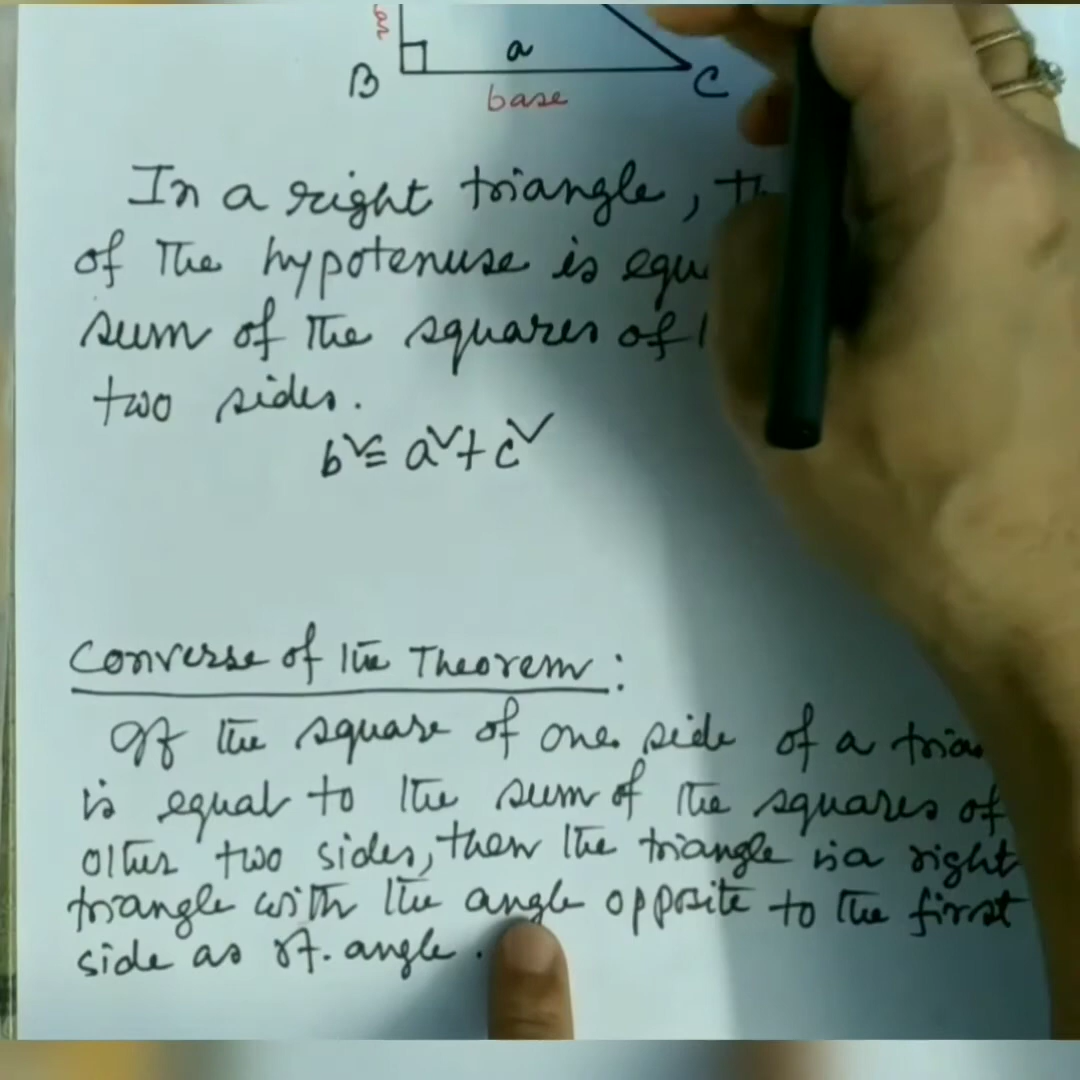 B a C
base
In a right triangle,
of the hypotenuse is
sum of the squares of
two sides.
b² = a² + c²
Converse of the Theorem :
If the square of one side of a
is equal to the sum of the squares of
other two sides, then the triangle is a right
triangle with the angle opposite to the first
side as rt. angle.